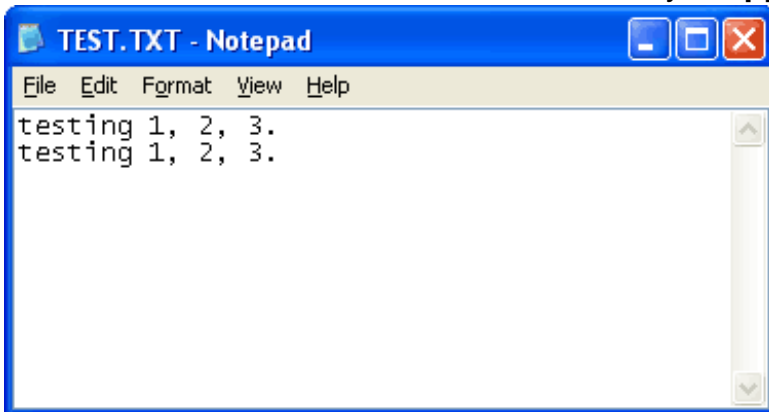 TEST.TXT - Notepad
File Edit Format View Help
testing 1, 2, 3.
testing 1, 2, 3.